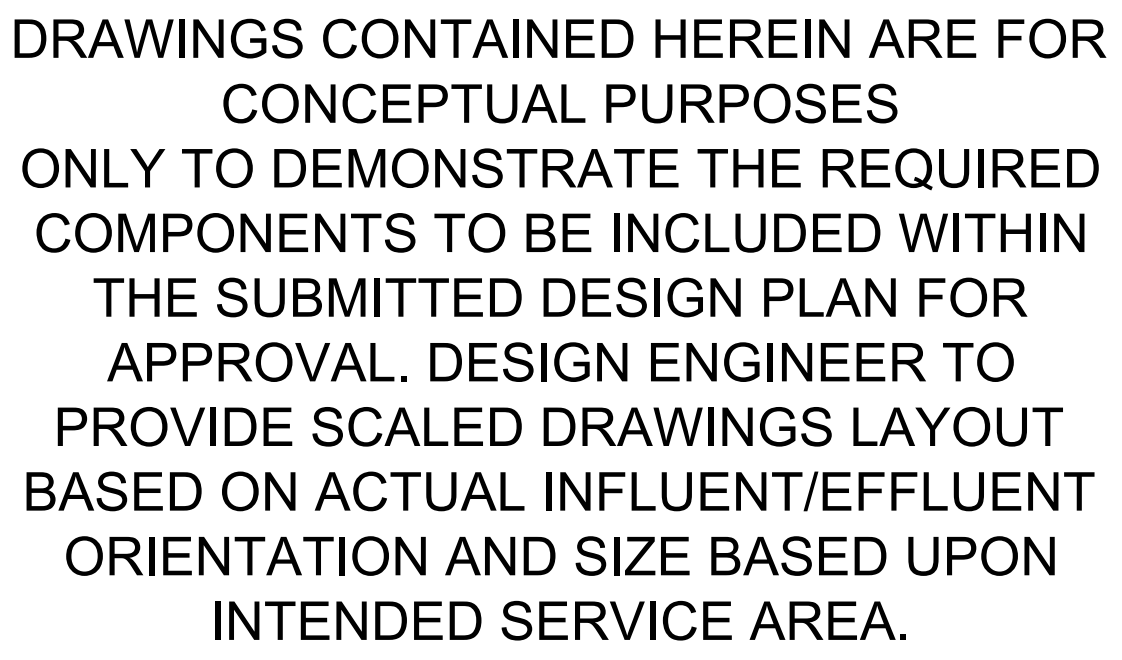 DRAWINGS CONTAINED HEREIN ARE FOR
CONCEPTUAL PURPOSES
ONLY TO DEMONSTRATE THE REQUIRED
COMPONENTS TO BE INCLUDED WITHIN
THE SUBMITTED DESIGN PLAN FOR
APPROVAL. DESIGN ENGINEER TO
PROVIDE SCALED DRAWINGS LAYOUT
BASED ON ACTUAL INFLUENT/EFFLUENT
ORIENTATION AND SIZE BASED UPON
INTENDED SERVICE AREA.